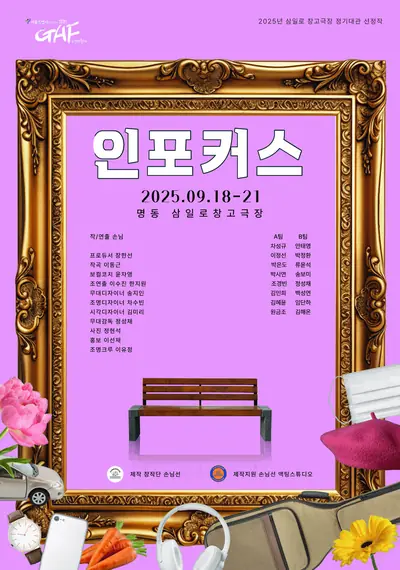 GAF
2025년 삼일로 창고극장 정기대관 선정작
인포커스
2025.09.18-21
명동 삼일로창고극장
작/연출 손님
프로듀서 장한선
작곡 이동근
보컬코치 윤자영
조연출 이수진 한지원
무대디자이너 송지인
조명디자이너 차수빈
시각디자이너 김미리
무대감독 정성재
사진 장현석
홍보 이선재
조명크루 이유정
A팀 B팀
차성규 안태영
이정선 박정환
박은도 류윤석
박시연 송보미
조경빈 정성재
김민희 백성연
김예윤 임단하
원금조 김채은
제작 창작단 손님선
제작지원 손님선 액팅스튜디오